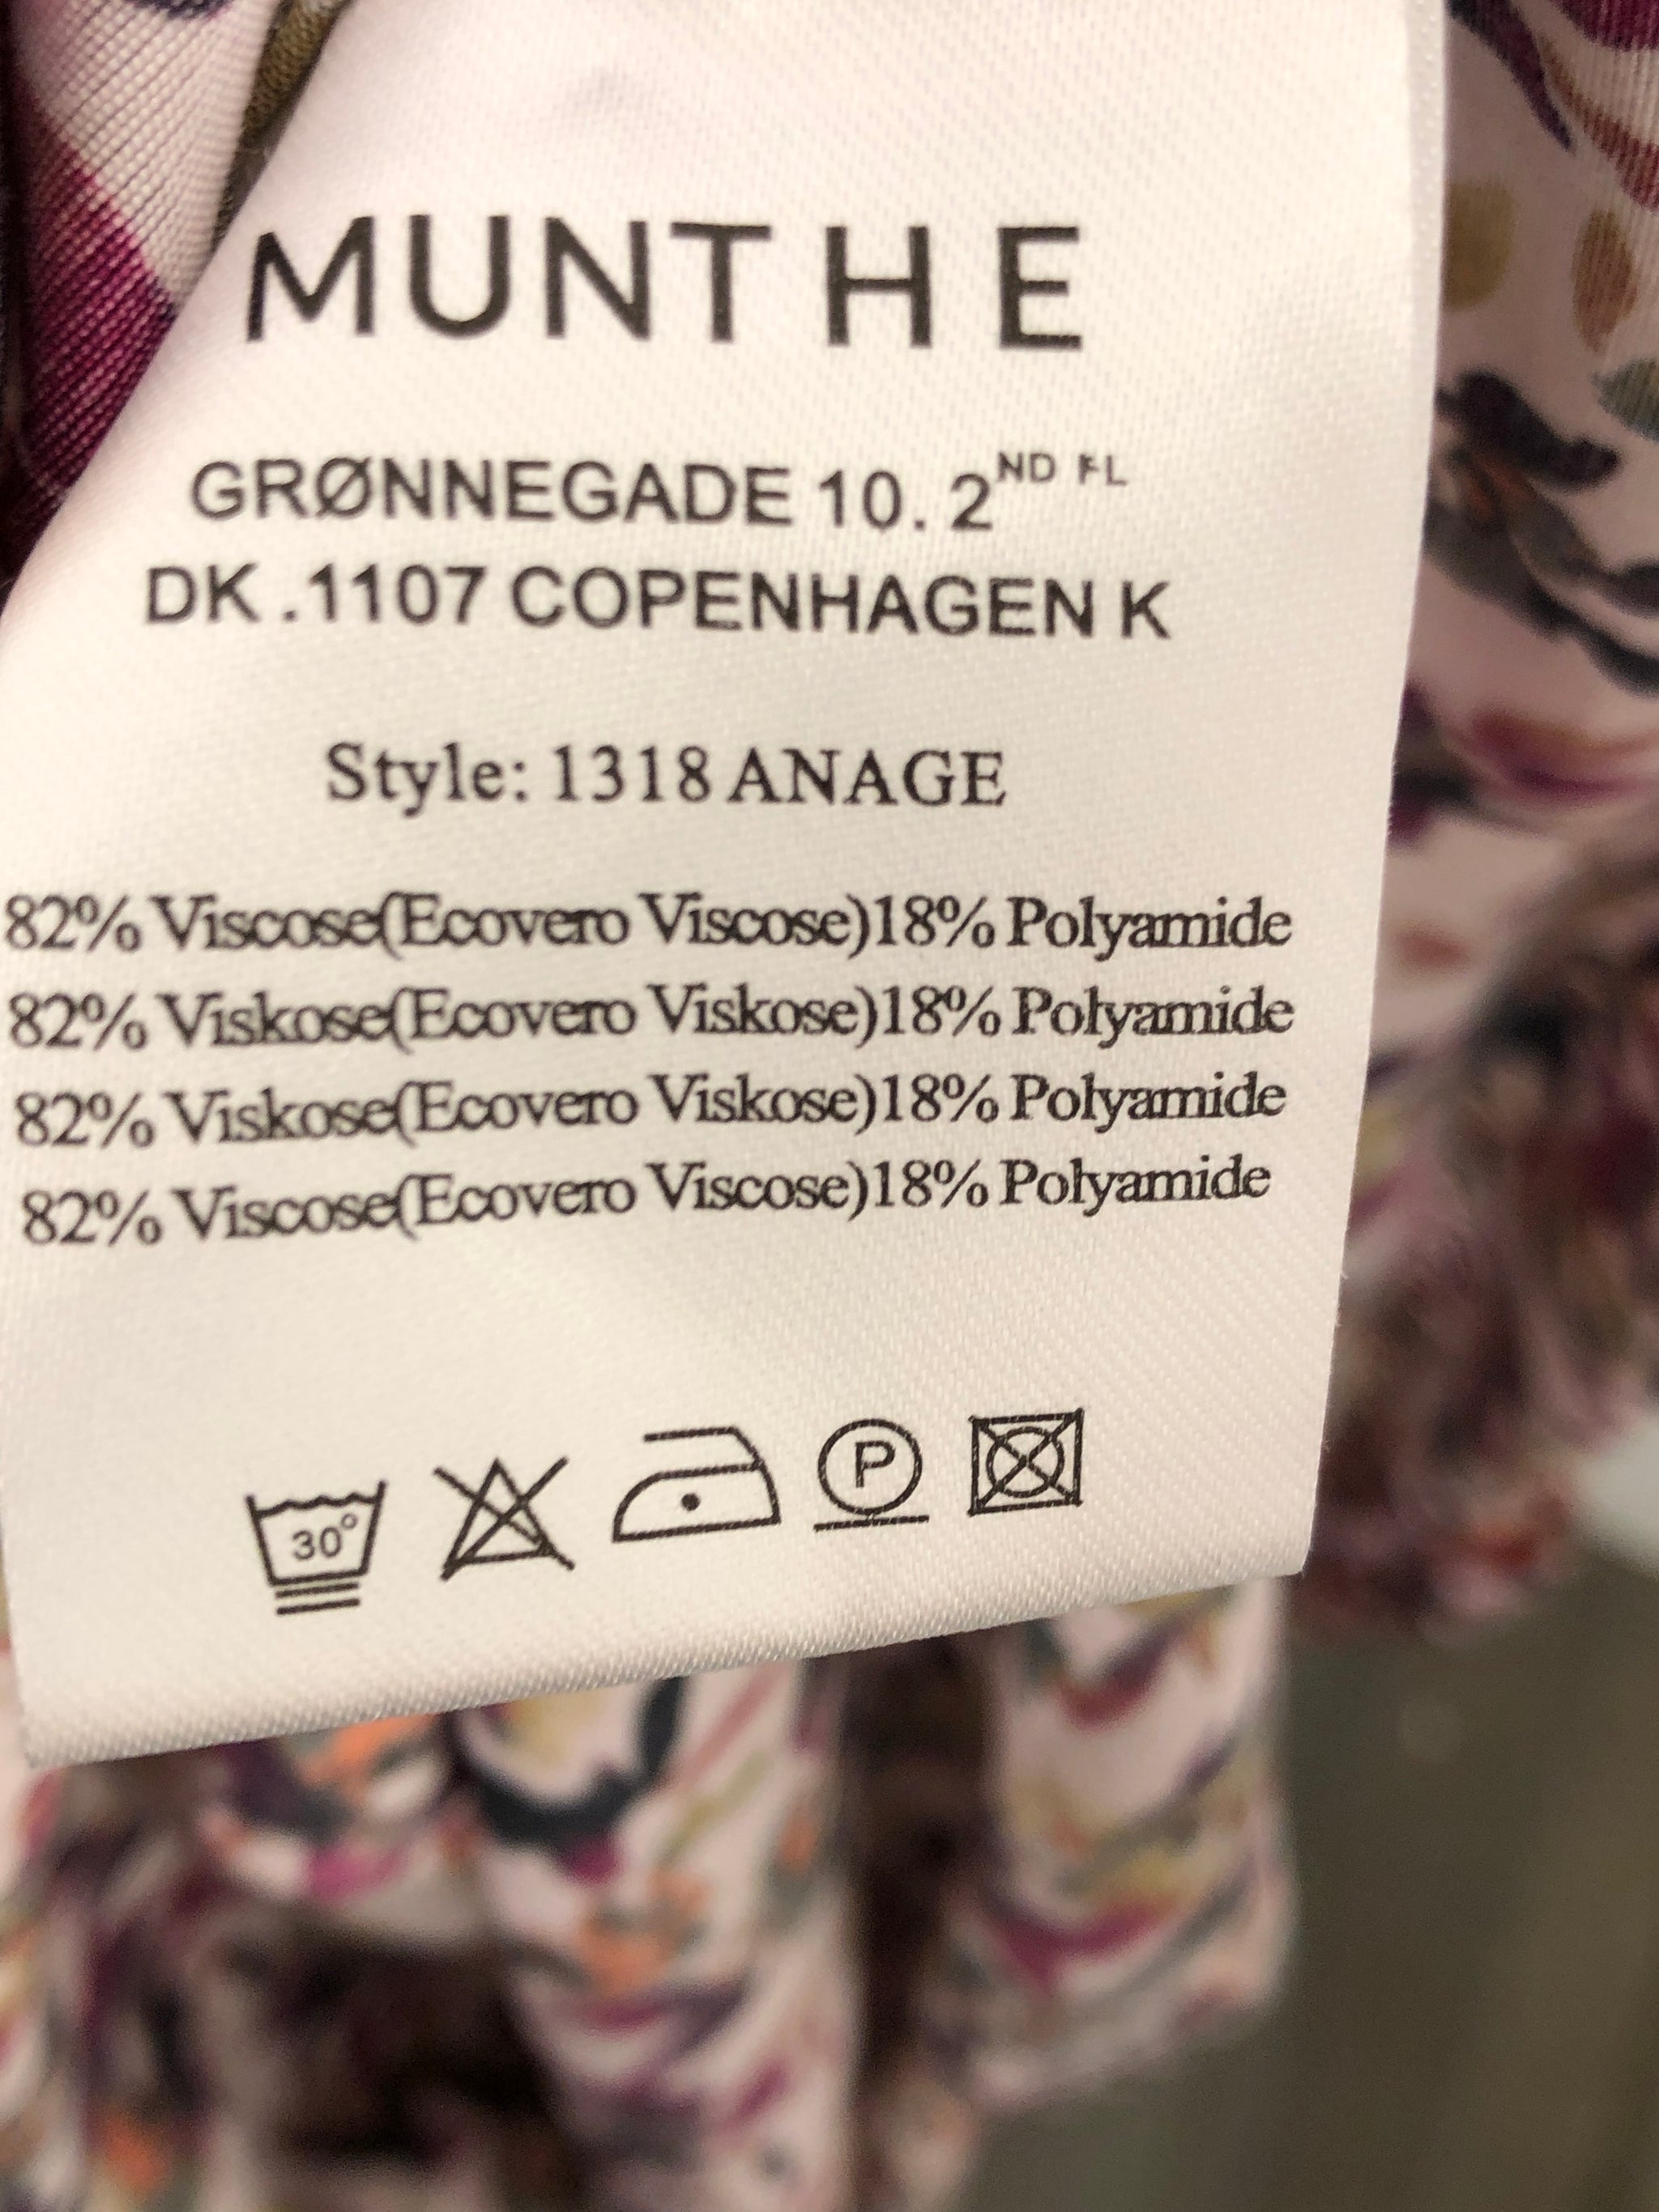 MUNTHE
GRØNNEGADE 10. 2ND FL
DK .1107 COPENHAGEN K
Style: 1318 ANAGE
82% Viscose(Ecovero Viscose)18% Polyamide
82% Viskose(Ecovero Viskose)18% Polyamide
82% Viskose(Ecovero Viskose)18% Polyamide
82% Viscose(Ecovero Viscose)18% Polyamide
30° P